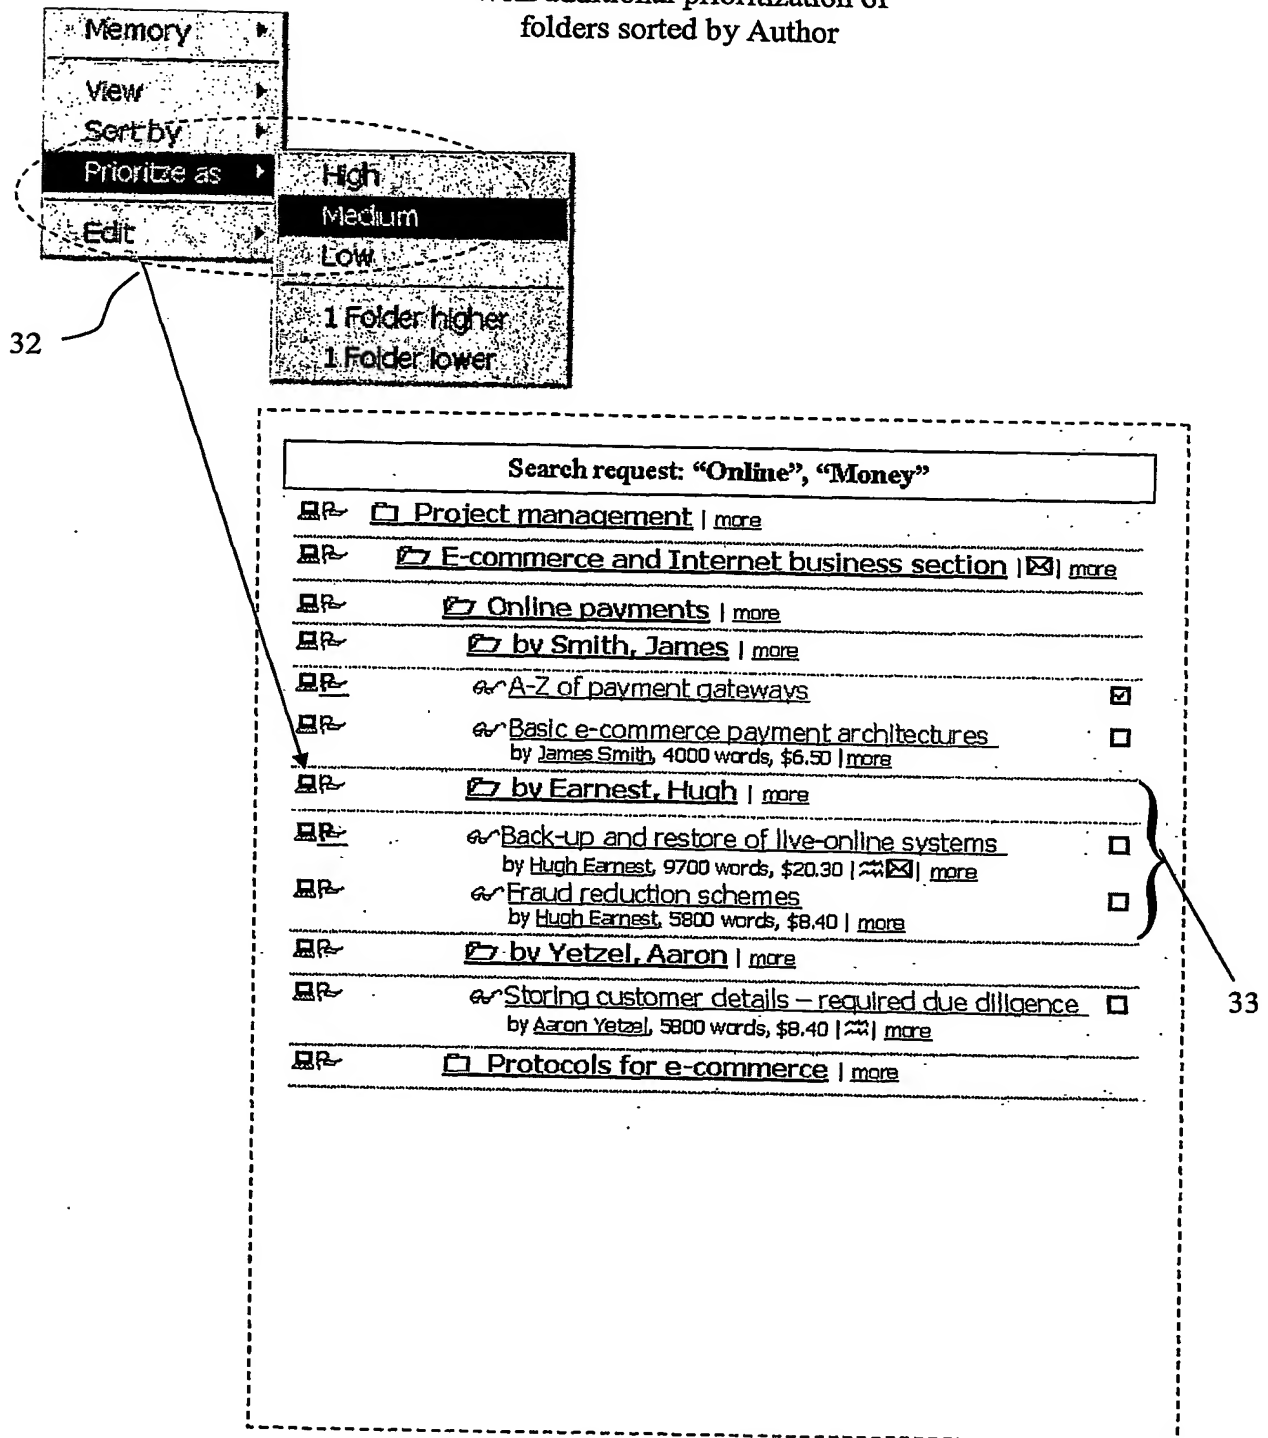 additional prioritization of
folders sorted by Author
Memory
View
Sort by
Prioritze as
Edit
High
Medium
Low
1 Folder higher
1 Folder lower
32
Search request: “Online”, “Money”
Project management | more
E-commerce and Internet business section | | more
Online payments | more
by Smith, James | more
A-Z of payment gateways
Basic e-commerce payment architectures
by James Smith, 4000 words, $6.50 | more
by Earnest, Hugh | more
Back-up and restore of live-online systems
by Hugh Earnest, 9700 words, $20.30 | | more
Fraud reduction schemes
by Hugh Earnest, 5800 words, $8.40 | more
by Yetzel, Aaron | more
Storing customer details – required due diligence
by Aaron Yetzel, 5800 words, $8.40 | | more
Protocols for e-commerce | more
33